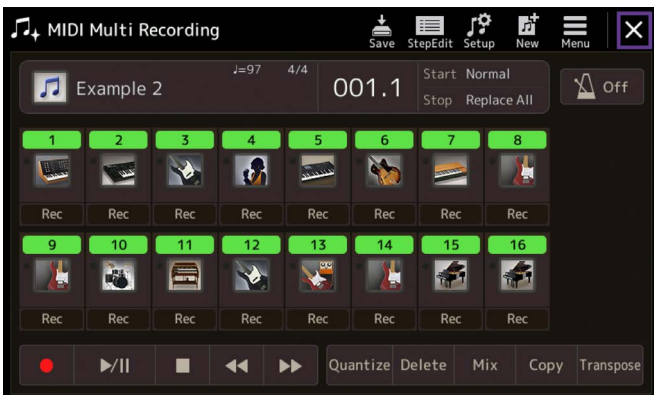 MIDI Multi Recording
Save StepEdit Setup New Menu
Example 2
♩=97 4/4
001.1
Start Normal
Stop Replace All
Off
1 2 3 4 5 6 7 8
Rec Rec Rec Rec Rec Rec Rec Rec
9 10 11 12 13 14 15 16
Rec Rec Rec Rec Rec Rec Rec Rec
Quantize Delete Mix Copy Transpose